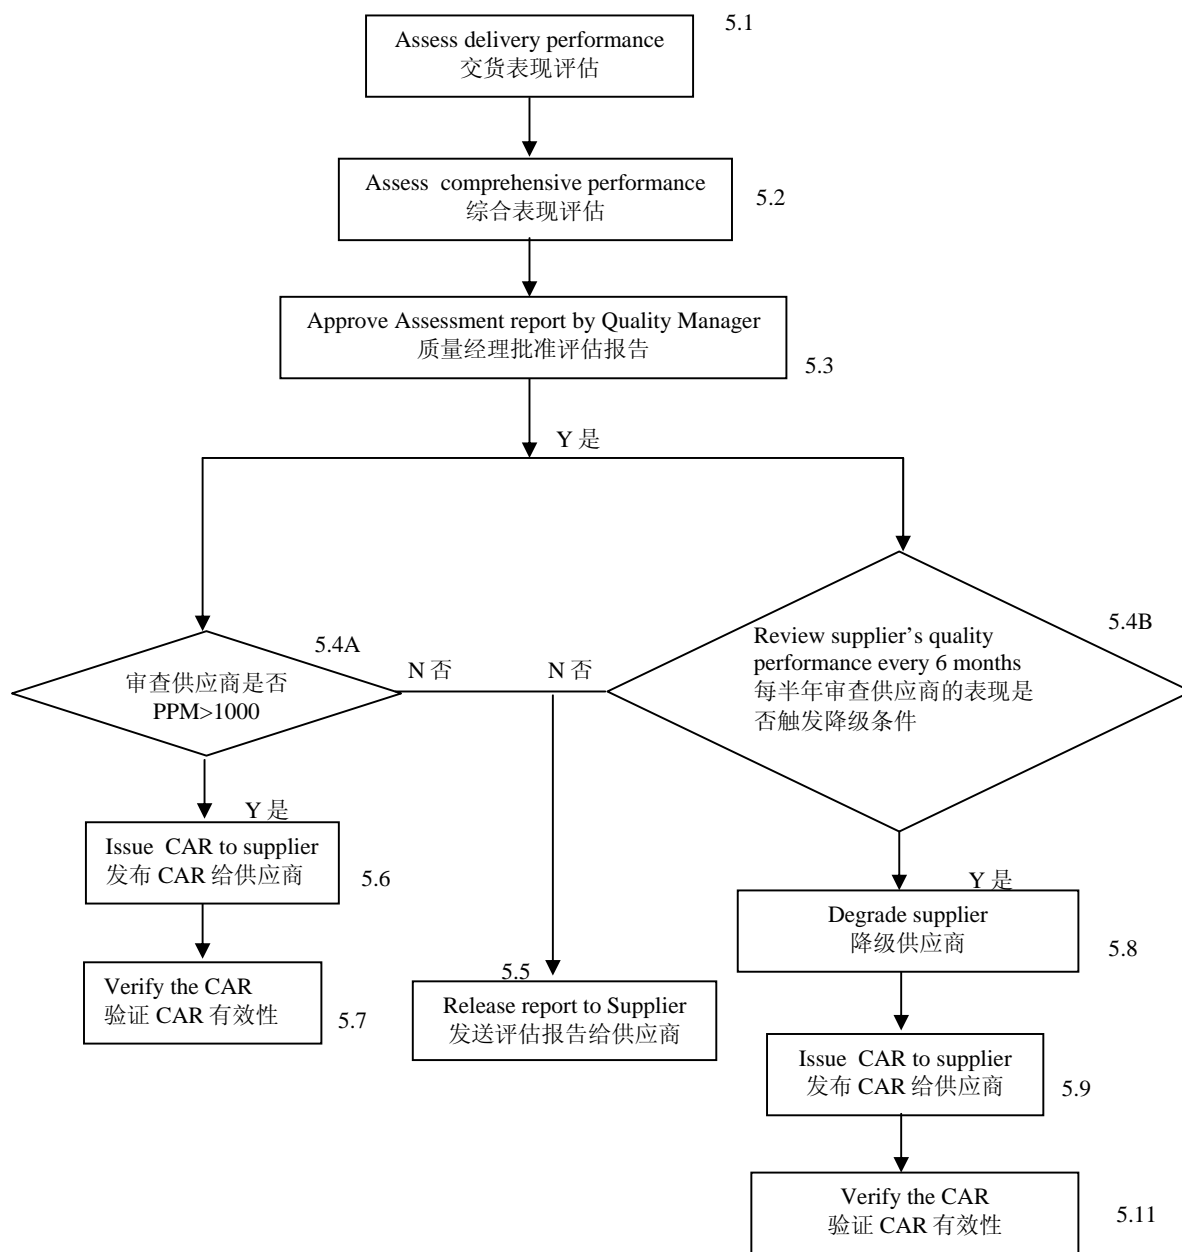 5.1
Assess delivery performance
交货表现评估
Assess comprehensive performance
综合表现评估
5.2
Approve Assessment report by Quality Manager
质量经理批准评估报告
5.3
Y 是
5.4A
审查供应商是否
PPM>1000
N 否
N 否
5.4B
Review supplier’s quality
performance every 6 months
每半年审查供应商的表现是
否触发降级条件
Y 是
Issue CAR to supplier
发布 CAR 给供应商
5.6
Verify the CAR
验证 CAR 有效性
5.7
5.5
Release report to Supplier
发送评估报告给供应商
Y 是
Degrade supplier
降级供应商
5.8
Issue CAR to supplier
发布 CAR 给供应商
5.9
Verify the CAR
验证 CAR 有效性
5.11